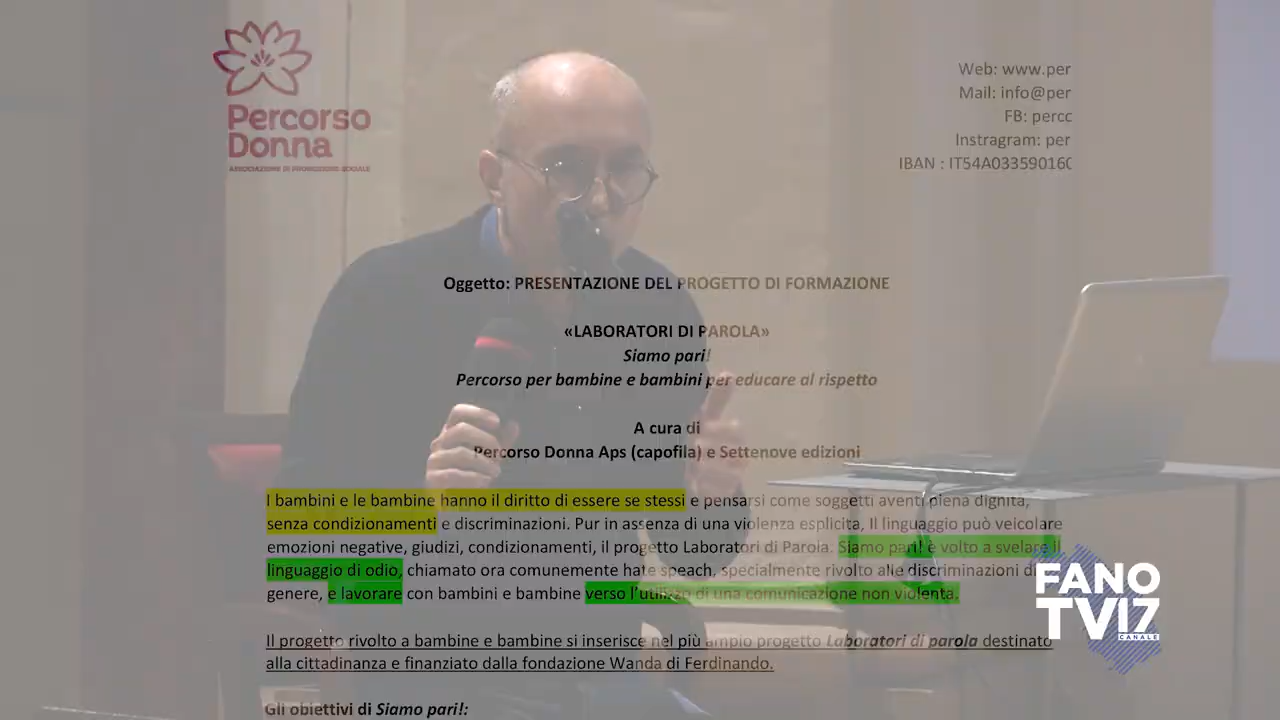 Percorso
Donna
ASSOCIAZIONE DI PROMOZIONE SOCIALE
Web: www.per
Mail: info@per
FB: percc
Instragram: per
IBAN : IT54A033590160
Oggetto: PRESENTAZIONE DEL PROGETTO DI FORMAZIONE
«LABORATORI DI PAROLA»
Siamo pari!
Percorso per bambine e bambini per educare al rispetto
A cura di
Percorso Donna Aps (capofila) e Settenove edizioni
I bambini e le bambine hanno il diritto di essere se stessi e pensarsi come soggetti aventi piena dignità,
senza condizionamenti e discriminazioni. Pur in assenza di una violenza esplicita, Il linguaggio può veicolare
emozioni negative, giudizi, condizionamenti, il progetto Laboratori di Parola. Siamo pari! è volto a svelare il
linguaggio di odio, chiamato ora comunemente hate speach, specialmente rivolto alle discriminazioni di
genere, e lavorare con bambini e bambine verso l'utilizzo di una comunicazione non violenta.
Il progetto rivolto a bambine e bambine si inserisce nel più ampio progetto Laboratori di parola destinato
alla cittadinanza e finanziato dalla fondazione Wanda di Ferdinando.
Gli obiettivi di Siamo pari!:
FANO
TV17
CANALE